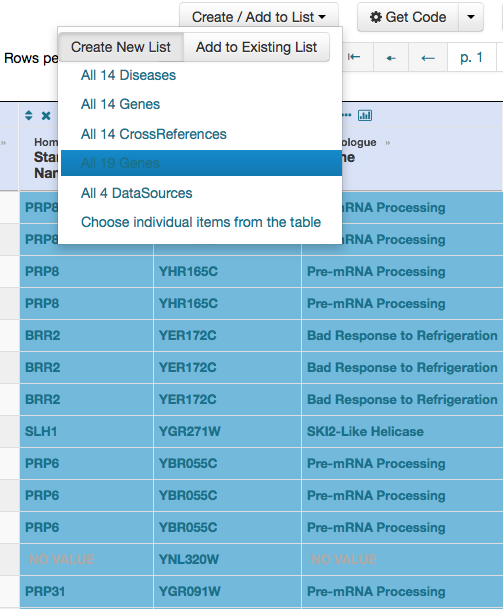 Create / Add to List
Get Code
Rows pe
Create New List
Add to Existing List
p. 1
All 14 Diseases
All 14 Genes
All 14 CrossReferences
All 19 Genes
All 4 DataSources
Choose individual items from the table
» Hom ologue »
Star me
Nam
PRP8 e-mRNA Processing
PRP8 e-mRNA Processing
PRP8 YHR165C Pre-mRNA Processing
PRP8 YHR165C Pre-mRNA Processing
BRR2 YER172C Bad Response to Refrigeration
BRR2 YER172C Bad Response to Refrigeration
BRR2 YER172C Bad Response to Refrigeration
SLH1 YGR271W SKI2-Like Helicase
PRP6 YBR055C Pre-mRNA Processing
PRP6 YBR055C Pre-mRNA Processing
PRP6 YBR055C Pre-mRNA Processing
NO VALUE YNL320W NO VALUE
PRP31 YGR091W Pre-mRNA Processing